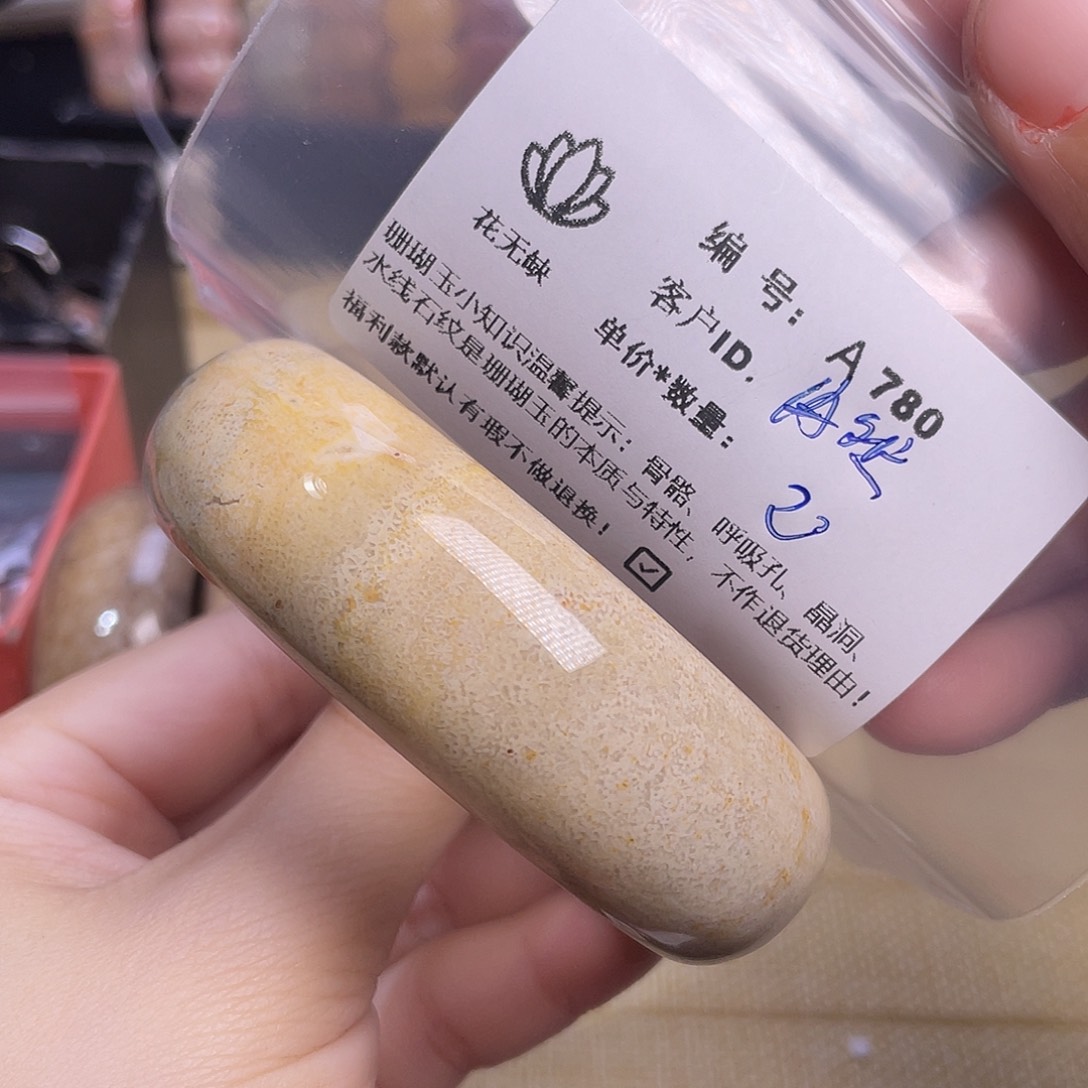 花无缺
编 号: A780
客户ID.
单价*数量:
珊瑚玉小知识温馨提示: 骨骼、呼吸孔、晶洞、
水线石纹是珊瑚玉的本质与特性, 不作退货理由!
福利款默认有瑕不做退换! ☑